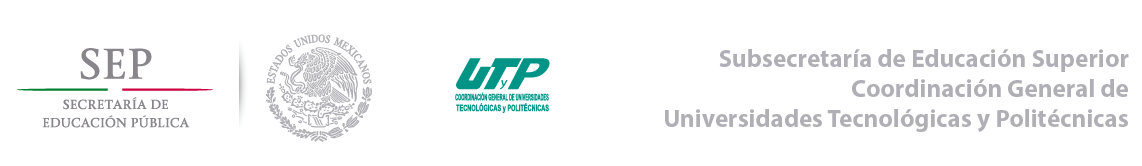 SEP
SECRETARÍA DE
EDUCACIÓN PÚBLICA
ESTADOS UNIDOS MEXICANOS
UTyP
COORDINACIÓN GENERAL DE UNIVERSIDADES
TECNOLÓGICAS y POLITÉCNICAS
Subsecretaría de Educación Superior
Coordinación General de
Universidades Tecnológicas y Politécnicas